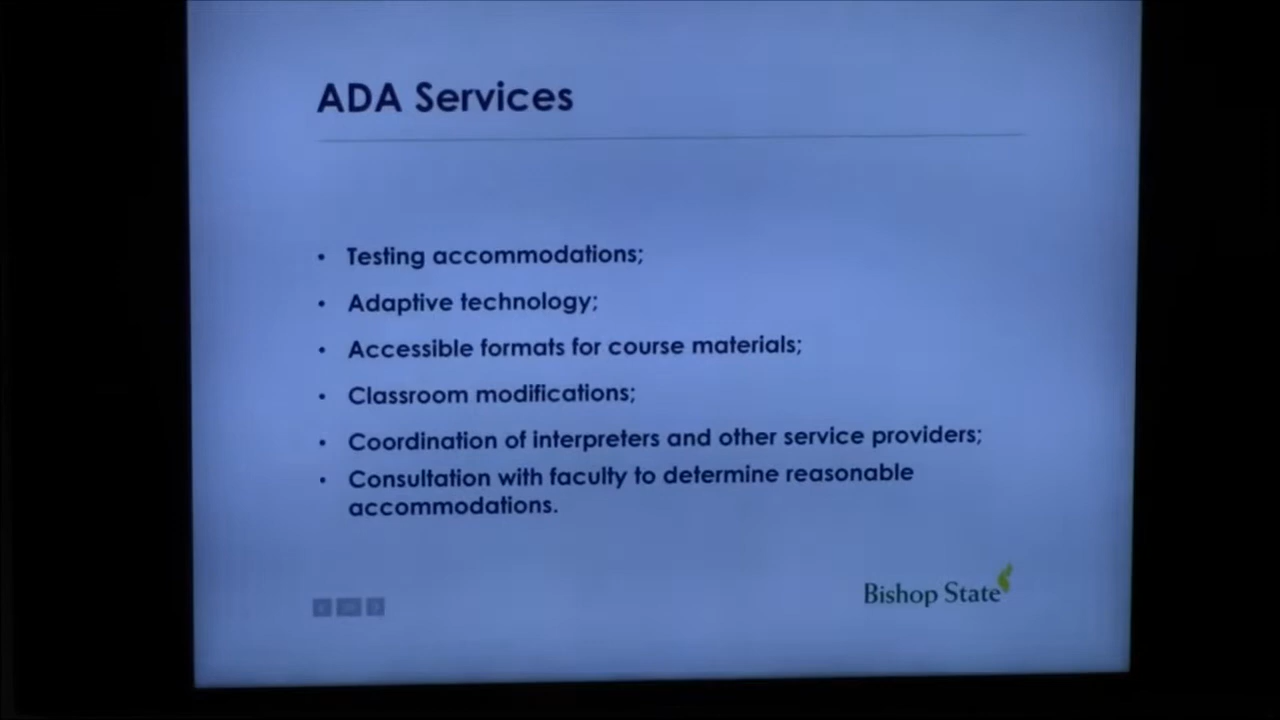 ADA Services
• Testing accommodations;
• Adaptive technology;
• Accessible formats for course materials;
• Classroom modifications;
• Coordination of interpreters and other service providers;
• Consultation with faculty to determine reasonable
accommodations.
Bishop State